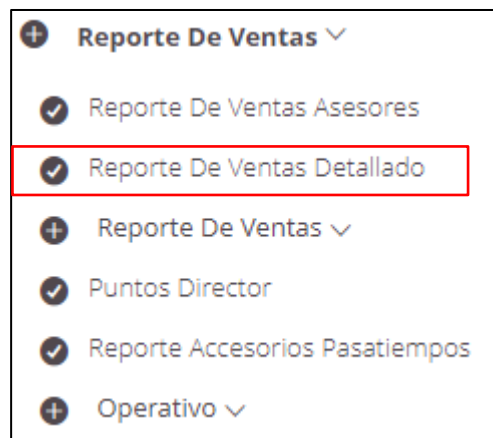 Reporte De Ventas
Reporte De Ventas Asesores
Reporte De Ventas Detallado
Reporte De Ventas
Puntos Director
Reporte Accesorios Pasatiempos
Operativo